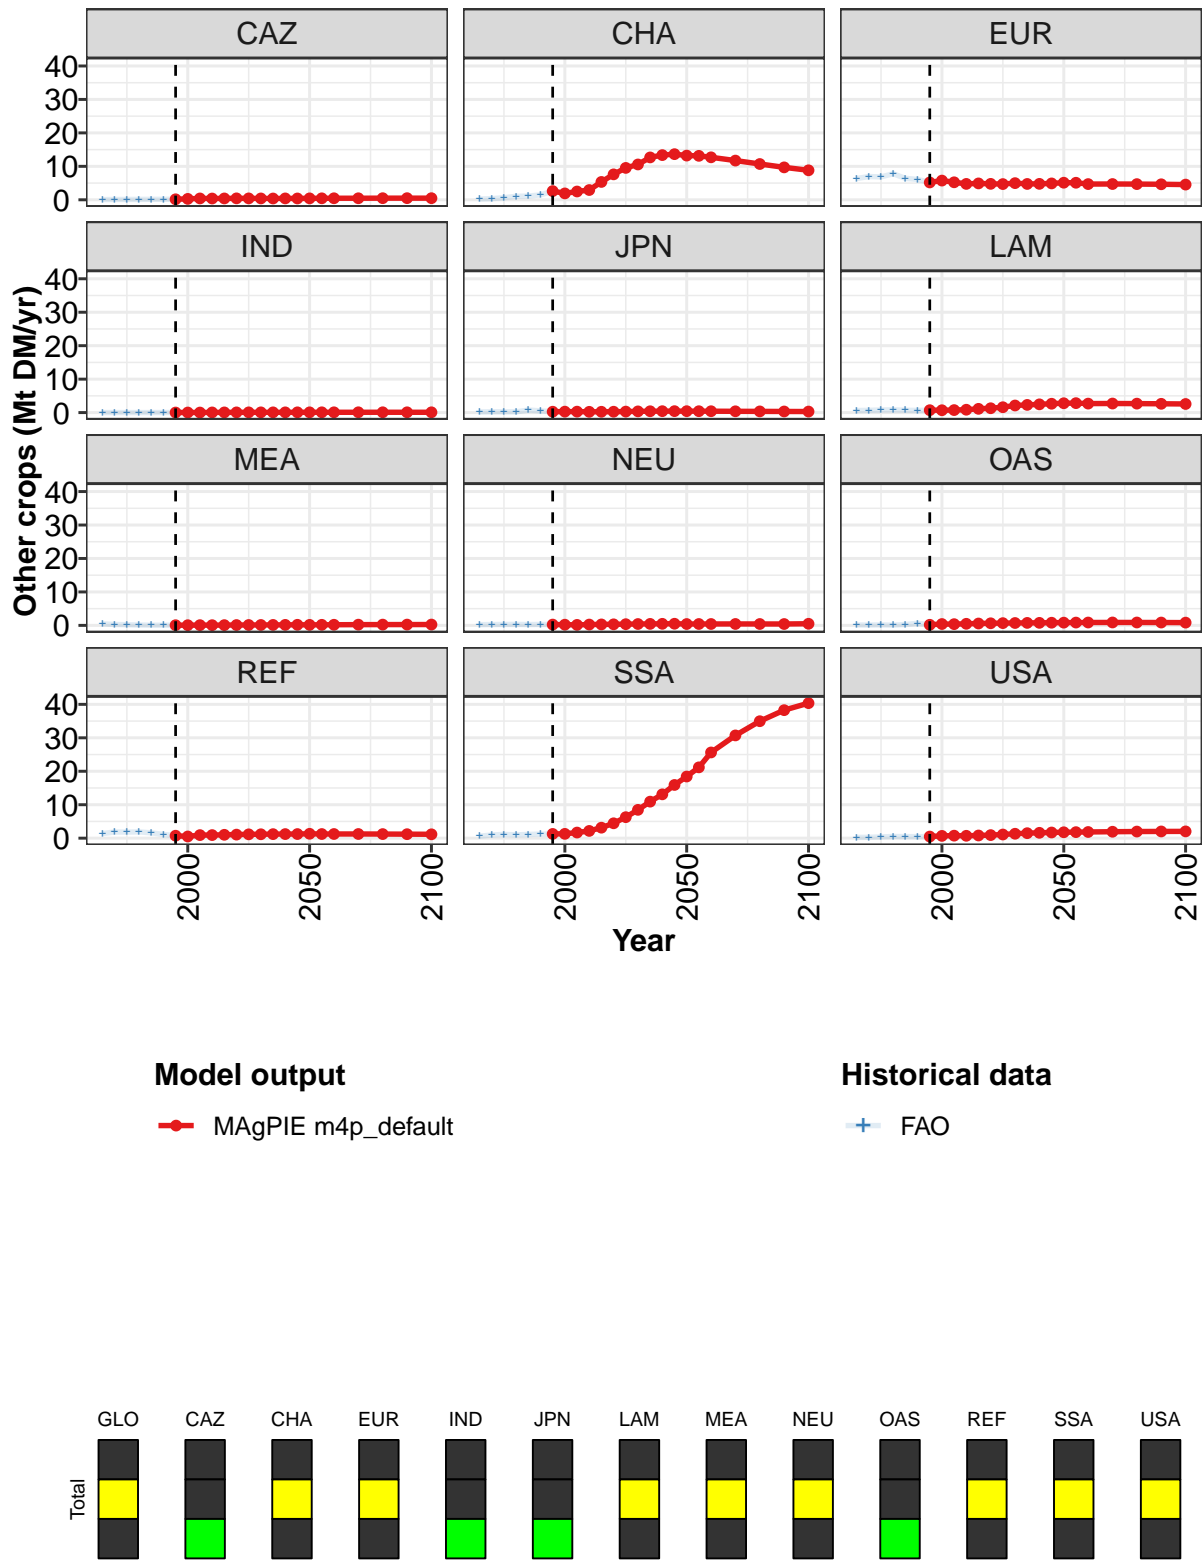 CAZ CHA EUR
40
30
20
10
0
IND JPN LAM
40
30
20
10
0
MEA NEU OAS
40
30
20
10
0
REF SSA USA
40
30
20
10
0
Other crops (Mt DM/yr)
2000 2050 2100 2000 2050 2100 2000 2050 2100
Year
Model output
MAgPIE m4p_default
Historical data
FAO
GLO CAZ CHA EUR IND JPN LAM MEA NEU OAS REF SSA USA
Total